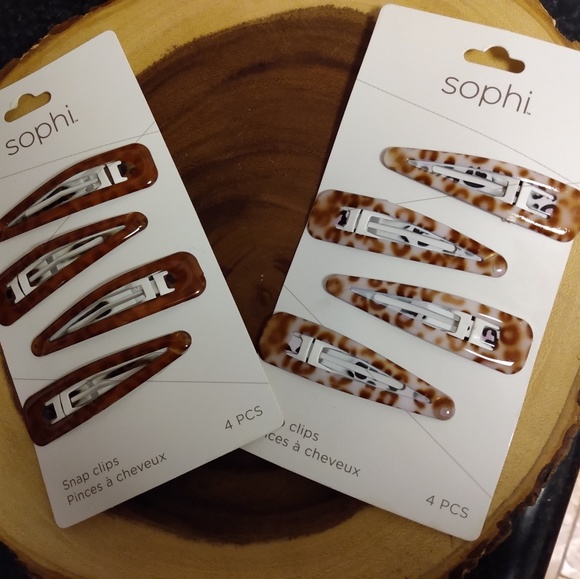 sophi.
4 PCS
Snap clips
Pinces à cheveux
sophi.
clips
ces à cheveux
4 PCS